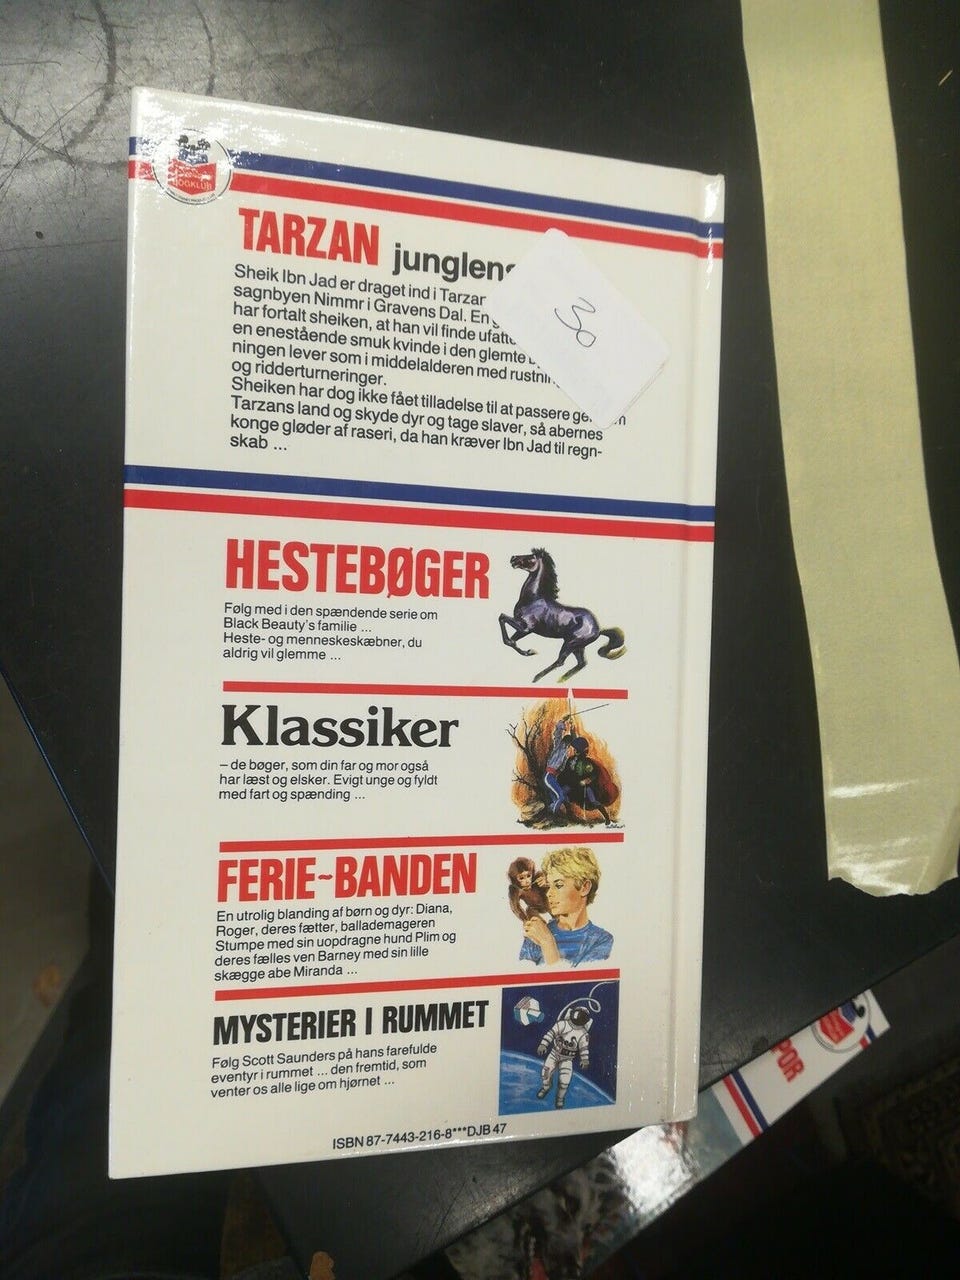 BOGKLUB
TARZAN junglens
Sheik Ibn Jad er draget ind i Tarzan
sagnbyen Nimmr i Gravens Dal. En
har fortalt sheiken, at han vil finde
en enestående smuk kvinde i den glemte
ningen lever som i middelalderen med
og ridderturneringer.
Sheiken har dog ikke fået tilladelse til at passere
Tarzans land og skyde dyr og tage slaver, så abernes
konge gløder af raseri, da han kræver Ibn Jad til regn-
skab ...
30
HESTEBØGER
Følg med i den spændende serie om
Black Beauty's familie ...
Heste- og menneskeskæbner, du
aldrig vil glemme ...
Klassiker
– de bøger, som din far og mor også
har læst og elsker. Evigt unge og fyldt
med fart og spænding ...
FERIE-BANDEN
En utrolig blanding af børn og dyr: Diana,
Roger, deres fætter, ballademageren
Stumpe med sin uopdragne hund Plim og
deres fælles ven Barney med sin lille
skægge abe Miranda ...
MYSTERIER I RUMMET
Følg Scott Saunders på hans farefulde
eventyr i rummet ... den fremtid, som
venter os alle lige om hjørnet ...
ISBN 87-7443-216-8***DJB 47
POR